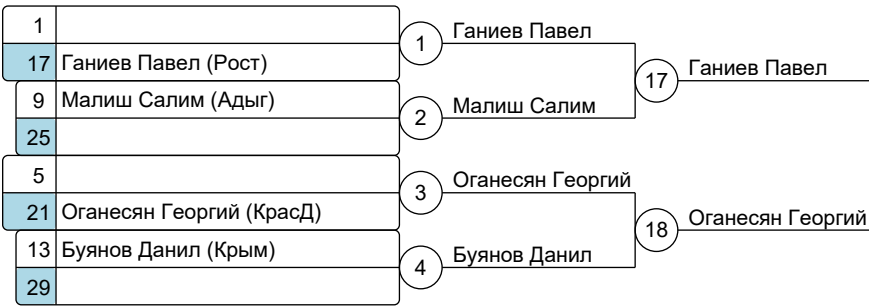 1
17 Ганиев Павел (Рост)
1
Ганиев Павел
9 Малиш Салим (Адыг)
25
2
Малиш Салим
17
Ганиев Павел
5
21 Оганесян Георгий (КрасД)
3
Оганесян Георгий
13 Буянов Данил (Крым)
29
4
Буянов Данил
18
Оганесян Георгий